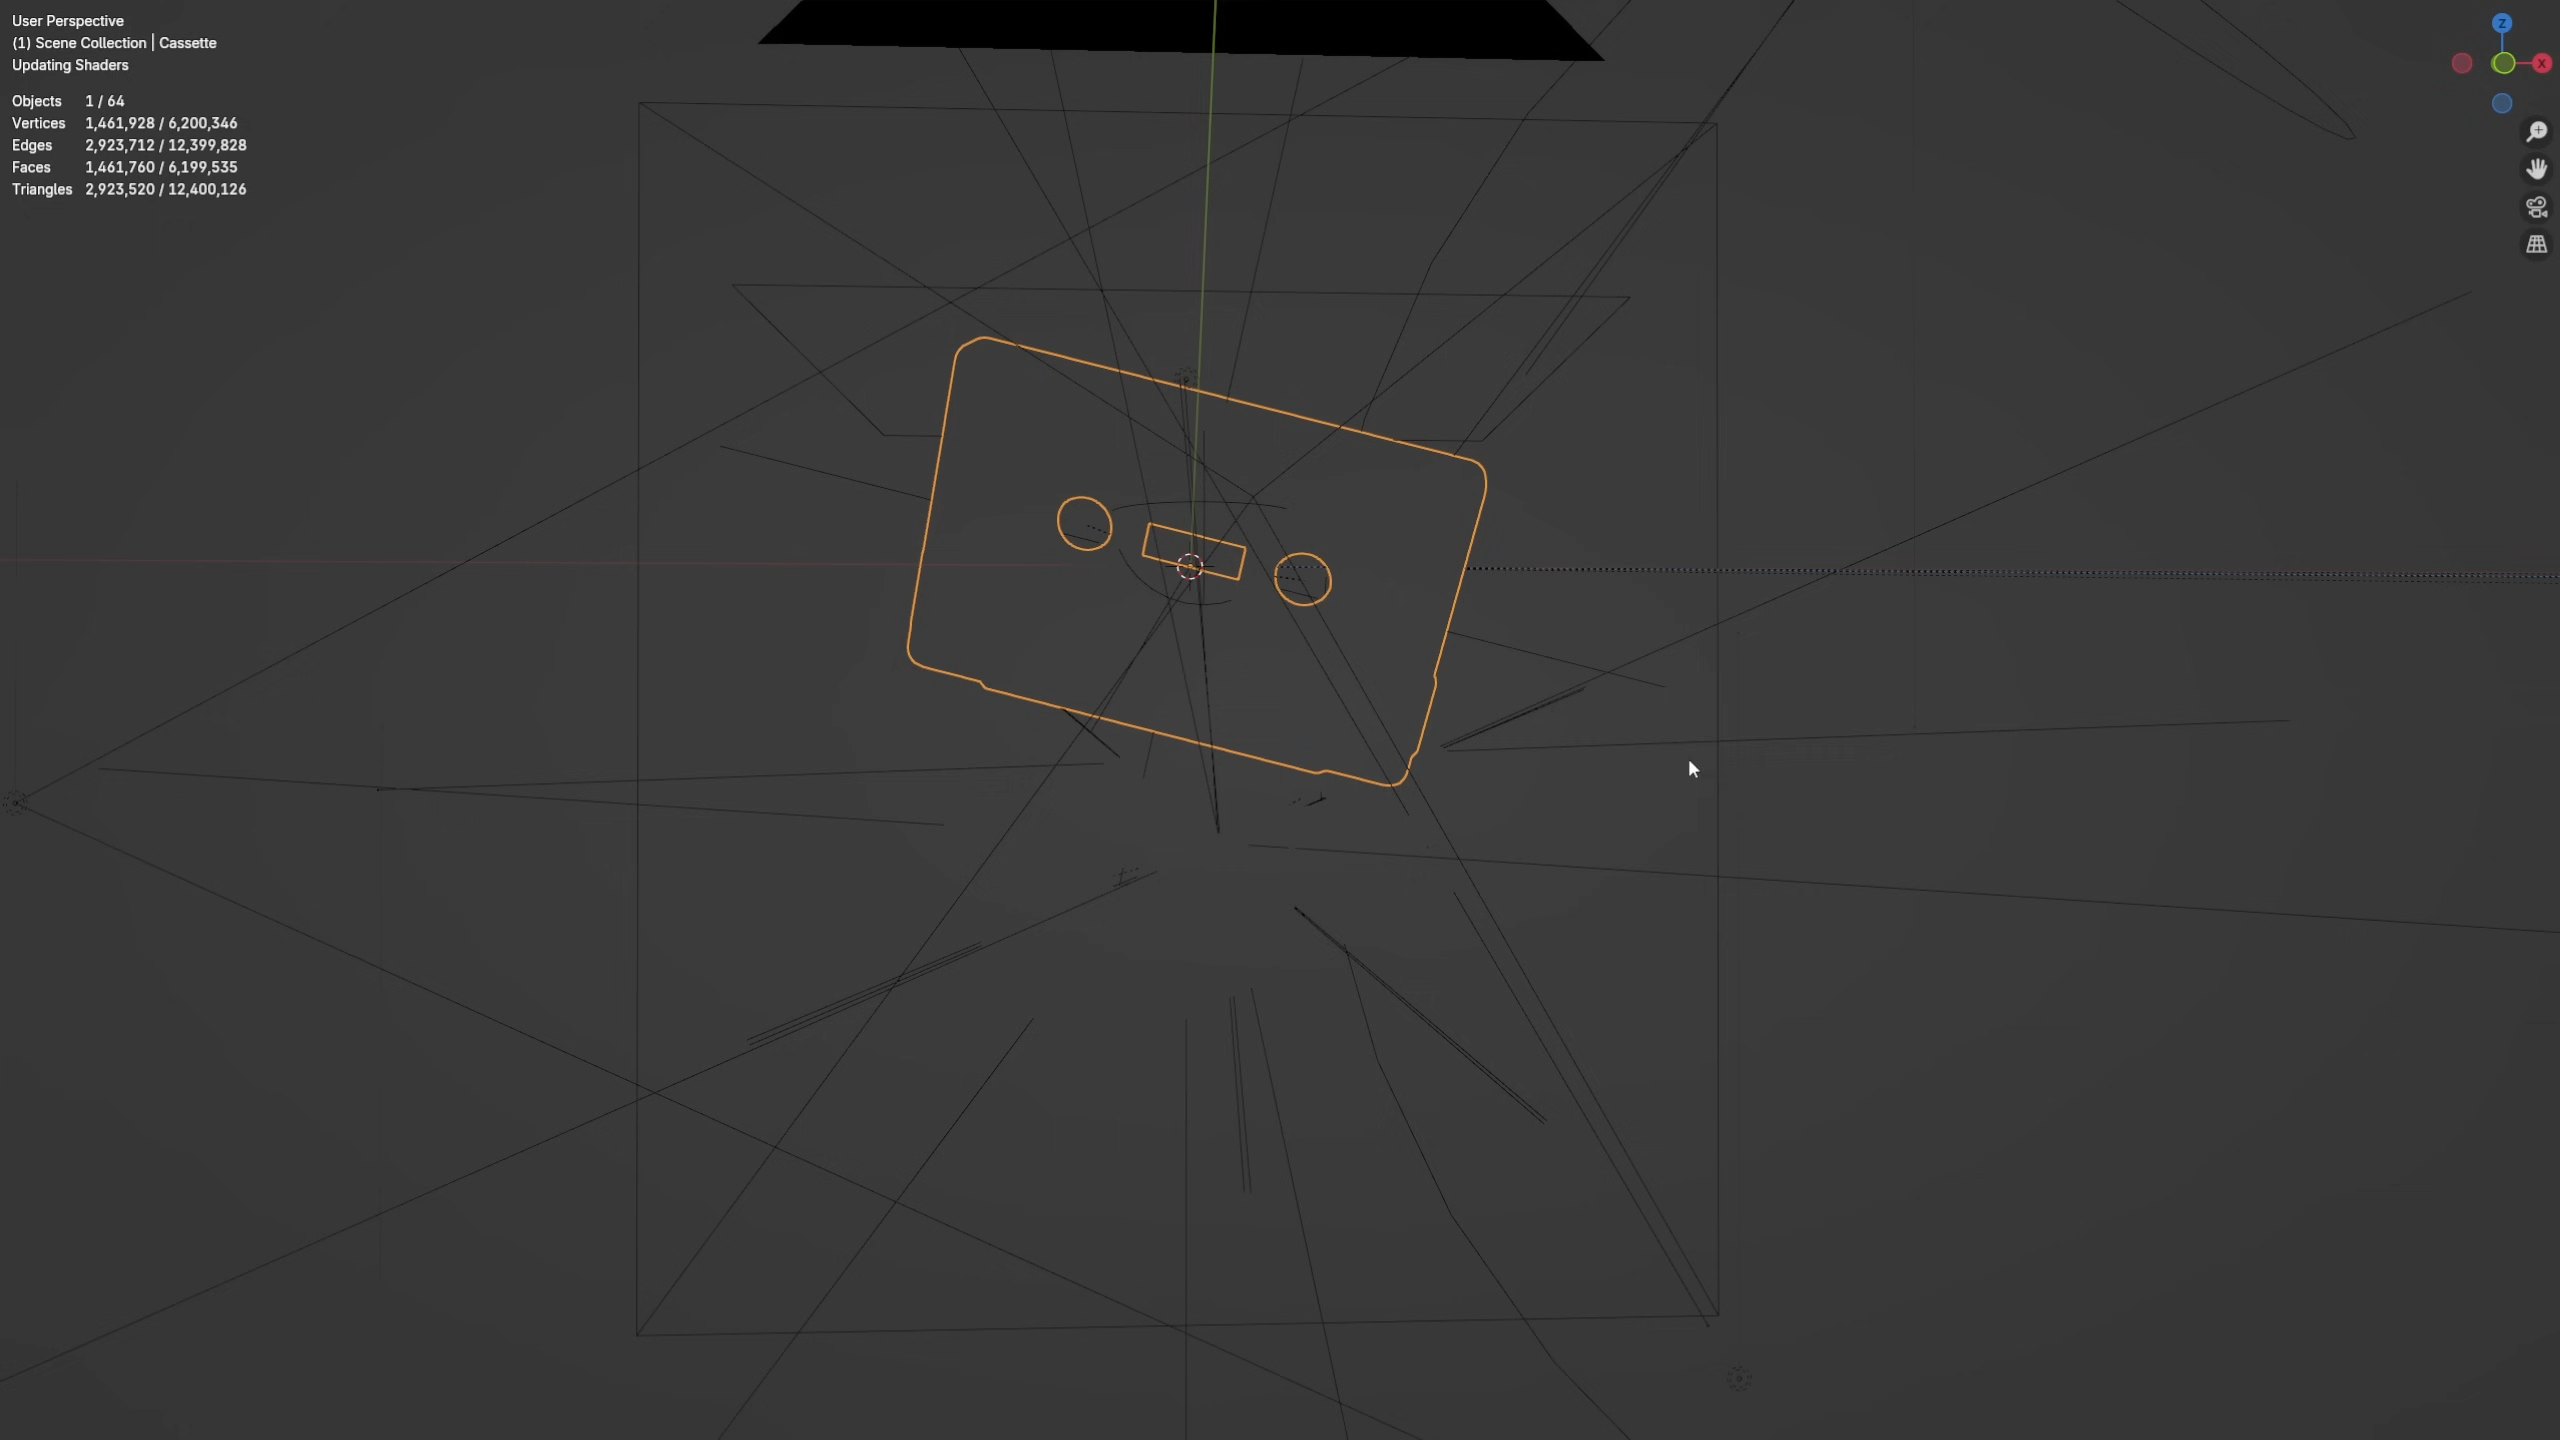 User Perspective
(1) Scene Collection | Cassette
Updating Shaders
Objects 1 / 64
Vertices 1,461,928 / 6,200,346
Edges 2,923,712 / 12,399,828
Faces 1,461,760 / 6,199,535
Triangles 2,923,520 / 12,400,126
Z
X